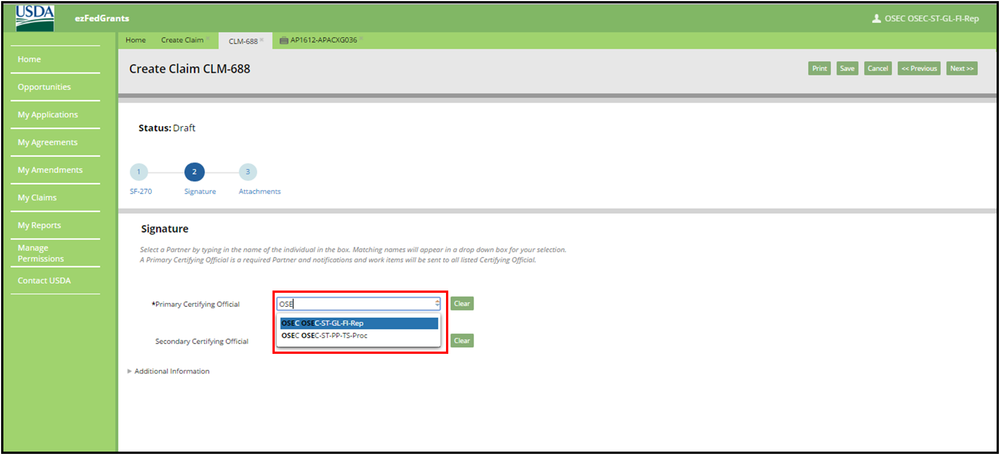 USDA
ezFedGrants
OSEC OSEC-ST-GL-FI-Rep
Home
Create Claim
CLM-688
AP1612-APACXG036
Home
Opportunities
My Applications
My Agreements
My Amendments
My Claims
My Reports
Manage
Permissions
Contact USDA
Create Claim CLM-688
Print
Save
Cancel
<< Previous
Next >>
Status: Draft
1
2
3
SF-270
Signature
Attachments
Signature
Select a Partner by typing in the name of the individual in the box. Matching names will appear in a drop down box for your selection.
A Primary Certifying Official is a required Partner and notifications and work items will be sent to all listed Certifying Official.
*Primary Certifying Official
OSE
Clear
OSEC OSEC-ST-GL-FI-Rep
OSEC OSEC-ST-PP-TS-Proc
Secondary Certifying Official
Clear
Additional Information